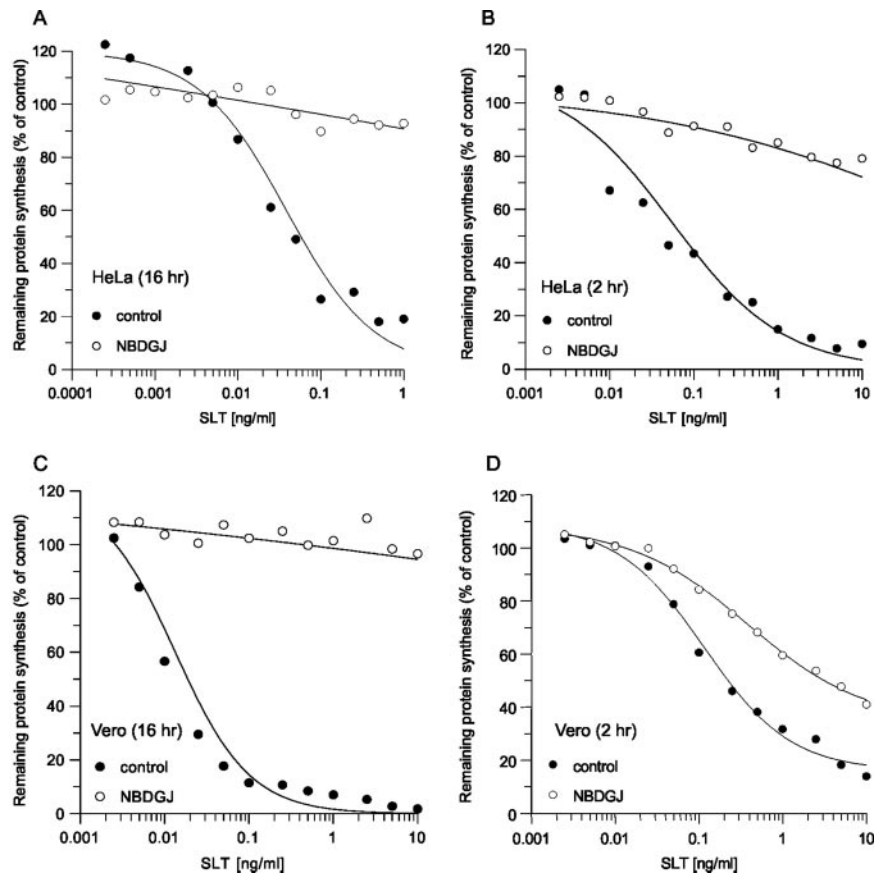 A
Remaining protein synthesis (% of control)
120
100
80
60
40
20
0
HeLa (16 hr)
control
NBDGJ
0.0001
0.001
0.01
0.1
1
SLT [ng/ml]
B
Remaining protein synthesis (% of control)
120
100
80
60
40
20
0
HeLa (2 hr)
control
NBDGJ
0.001
0.01
0.1
1
10
SLT [ng/ml]
C
Remaining protein synthesis (% of control)
120
100
80
60
40
20
0
Vero (16 hr)
control
NBDGJ
0.001
0.01
0.1
1
10
SLT [ng/ml]
D
Remaining protein synthesis (% of control)
120
100
80
60
40
20
0
Vero (2 hr)
control
NBDGJ
0.001
0.01
0.1
1
10
SLT [ng/ml]